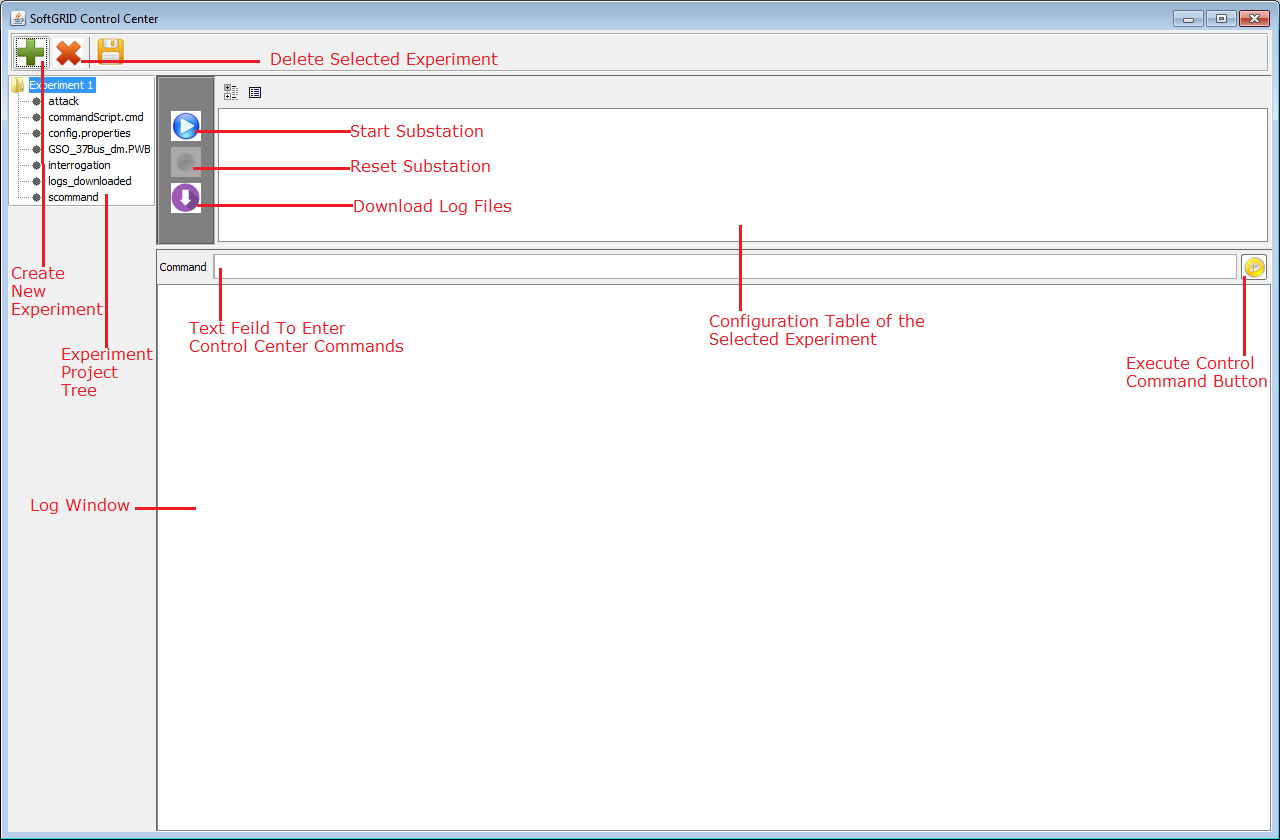 SoftGRID Control Center
Delete Selected Experiment
Experiment 1
attack
commandScript.cmd
config.properties
GSO_37Bus_dm.PWB
interrogation
logs_downloaded
scommand
Start Substation
Reset Substation
Download Log Files
Command
Create
New
Experiment
Text Feild To Enter
Control Center Commands
Configuration Table of the
Selected Experiment
Experiment
Project
Tree
Execute Control
Command Button
Log Window